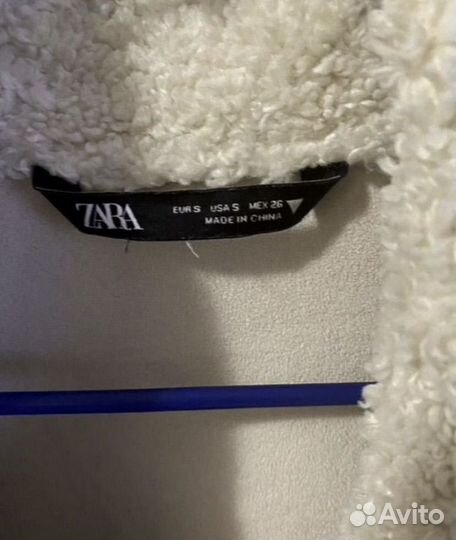 ZARA
EUR S USA S MEX 26
MADE IN CHINA
Avito